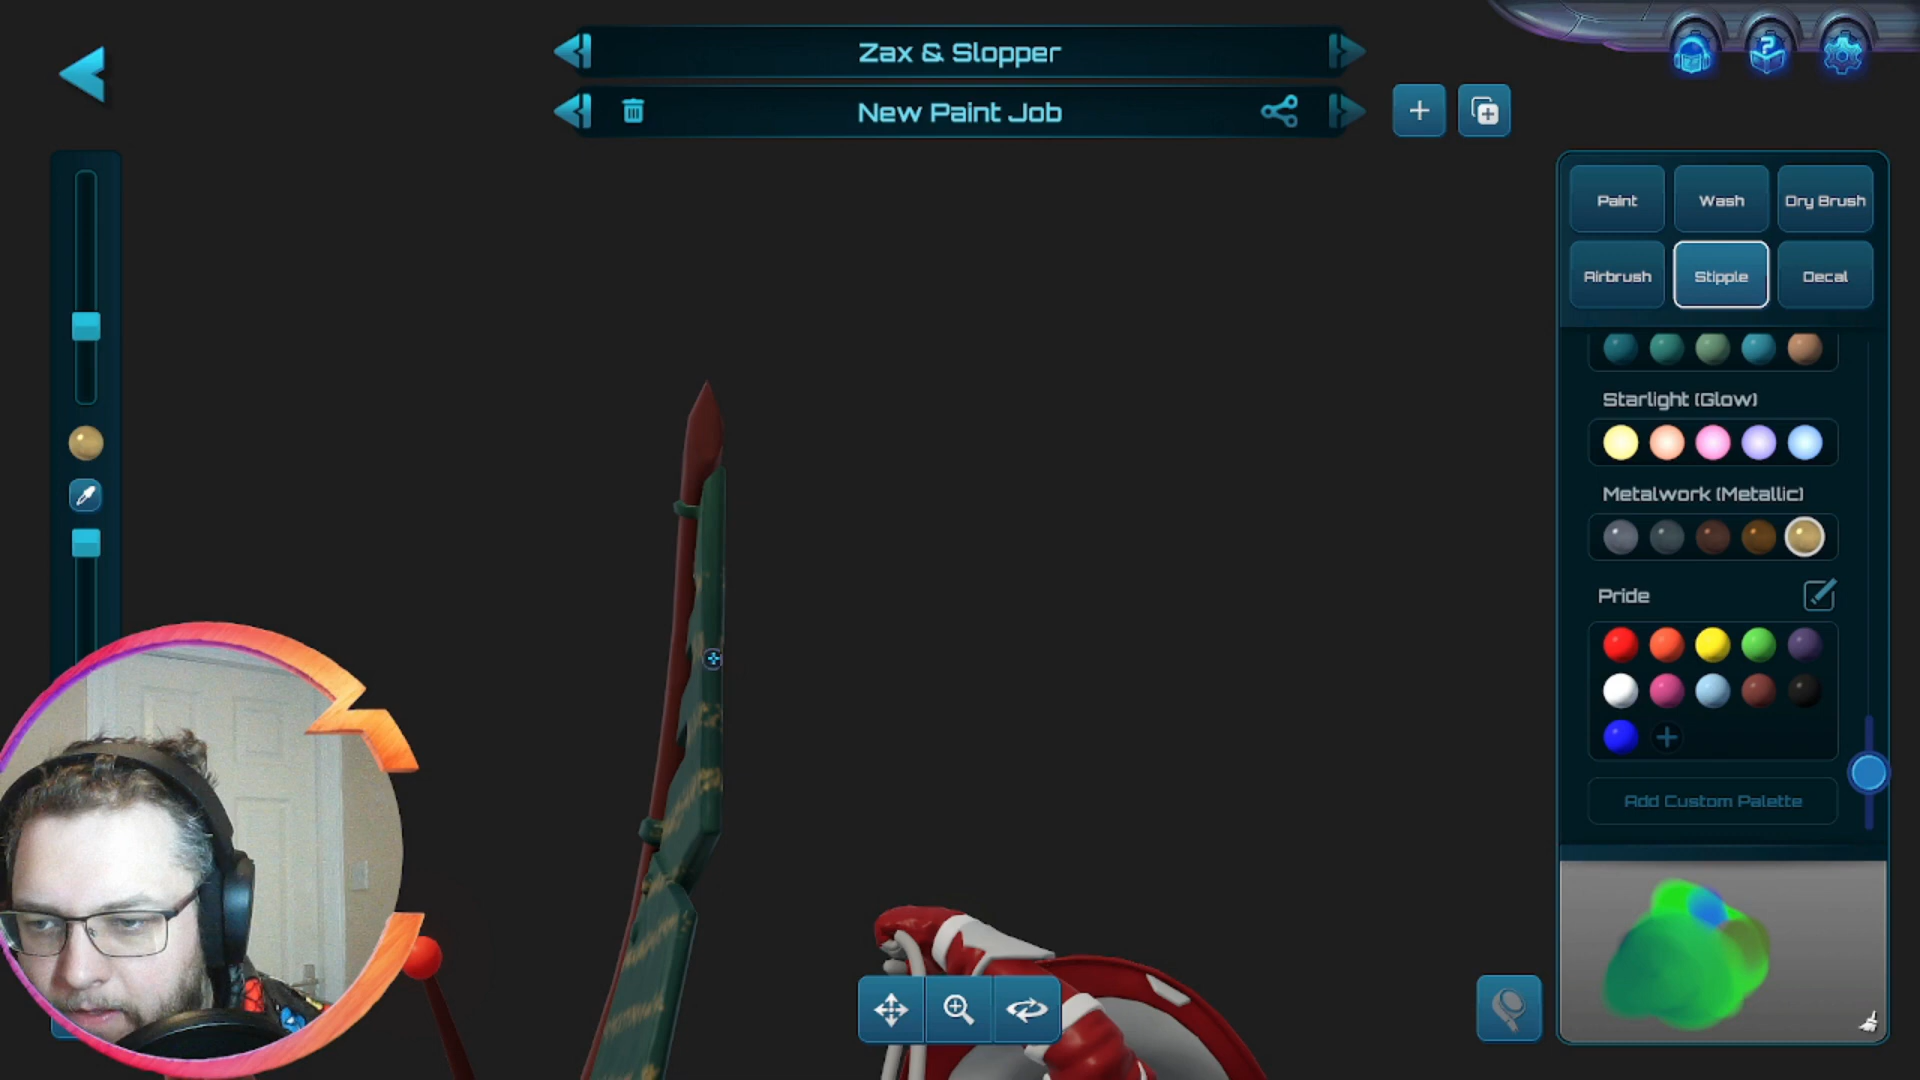 Zax & Slopper
New Paint Job
Paint
Wash
Dry Brush
Airbrush
Stipple
Decal
Starlight (Glow)
Metalwork (Metallic)
Pride
Add Custom Palette